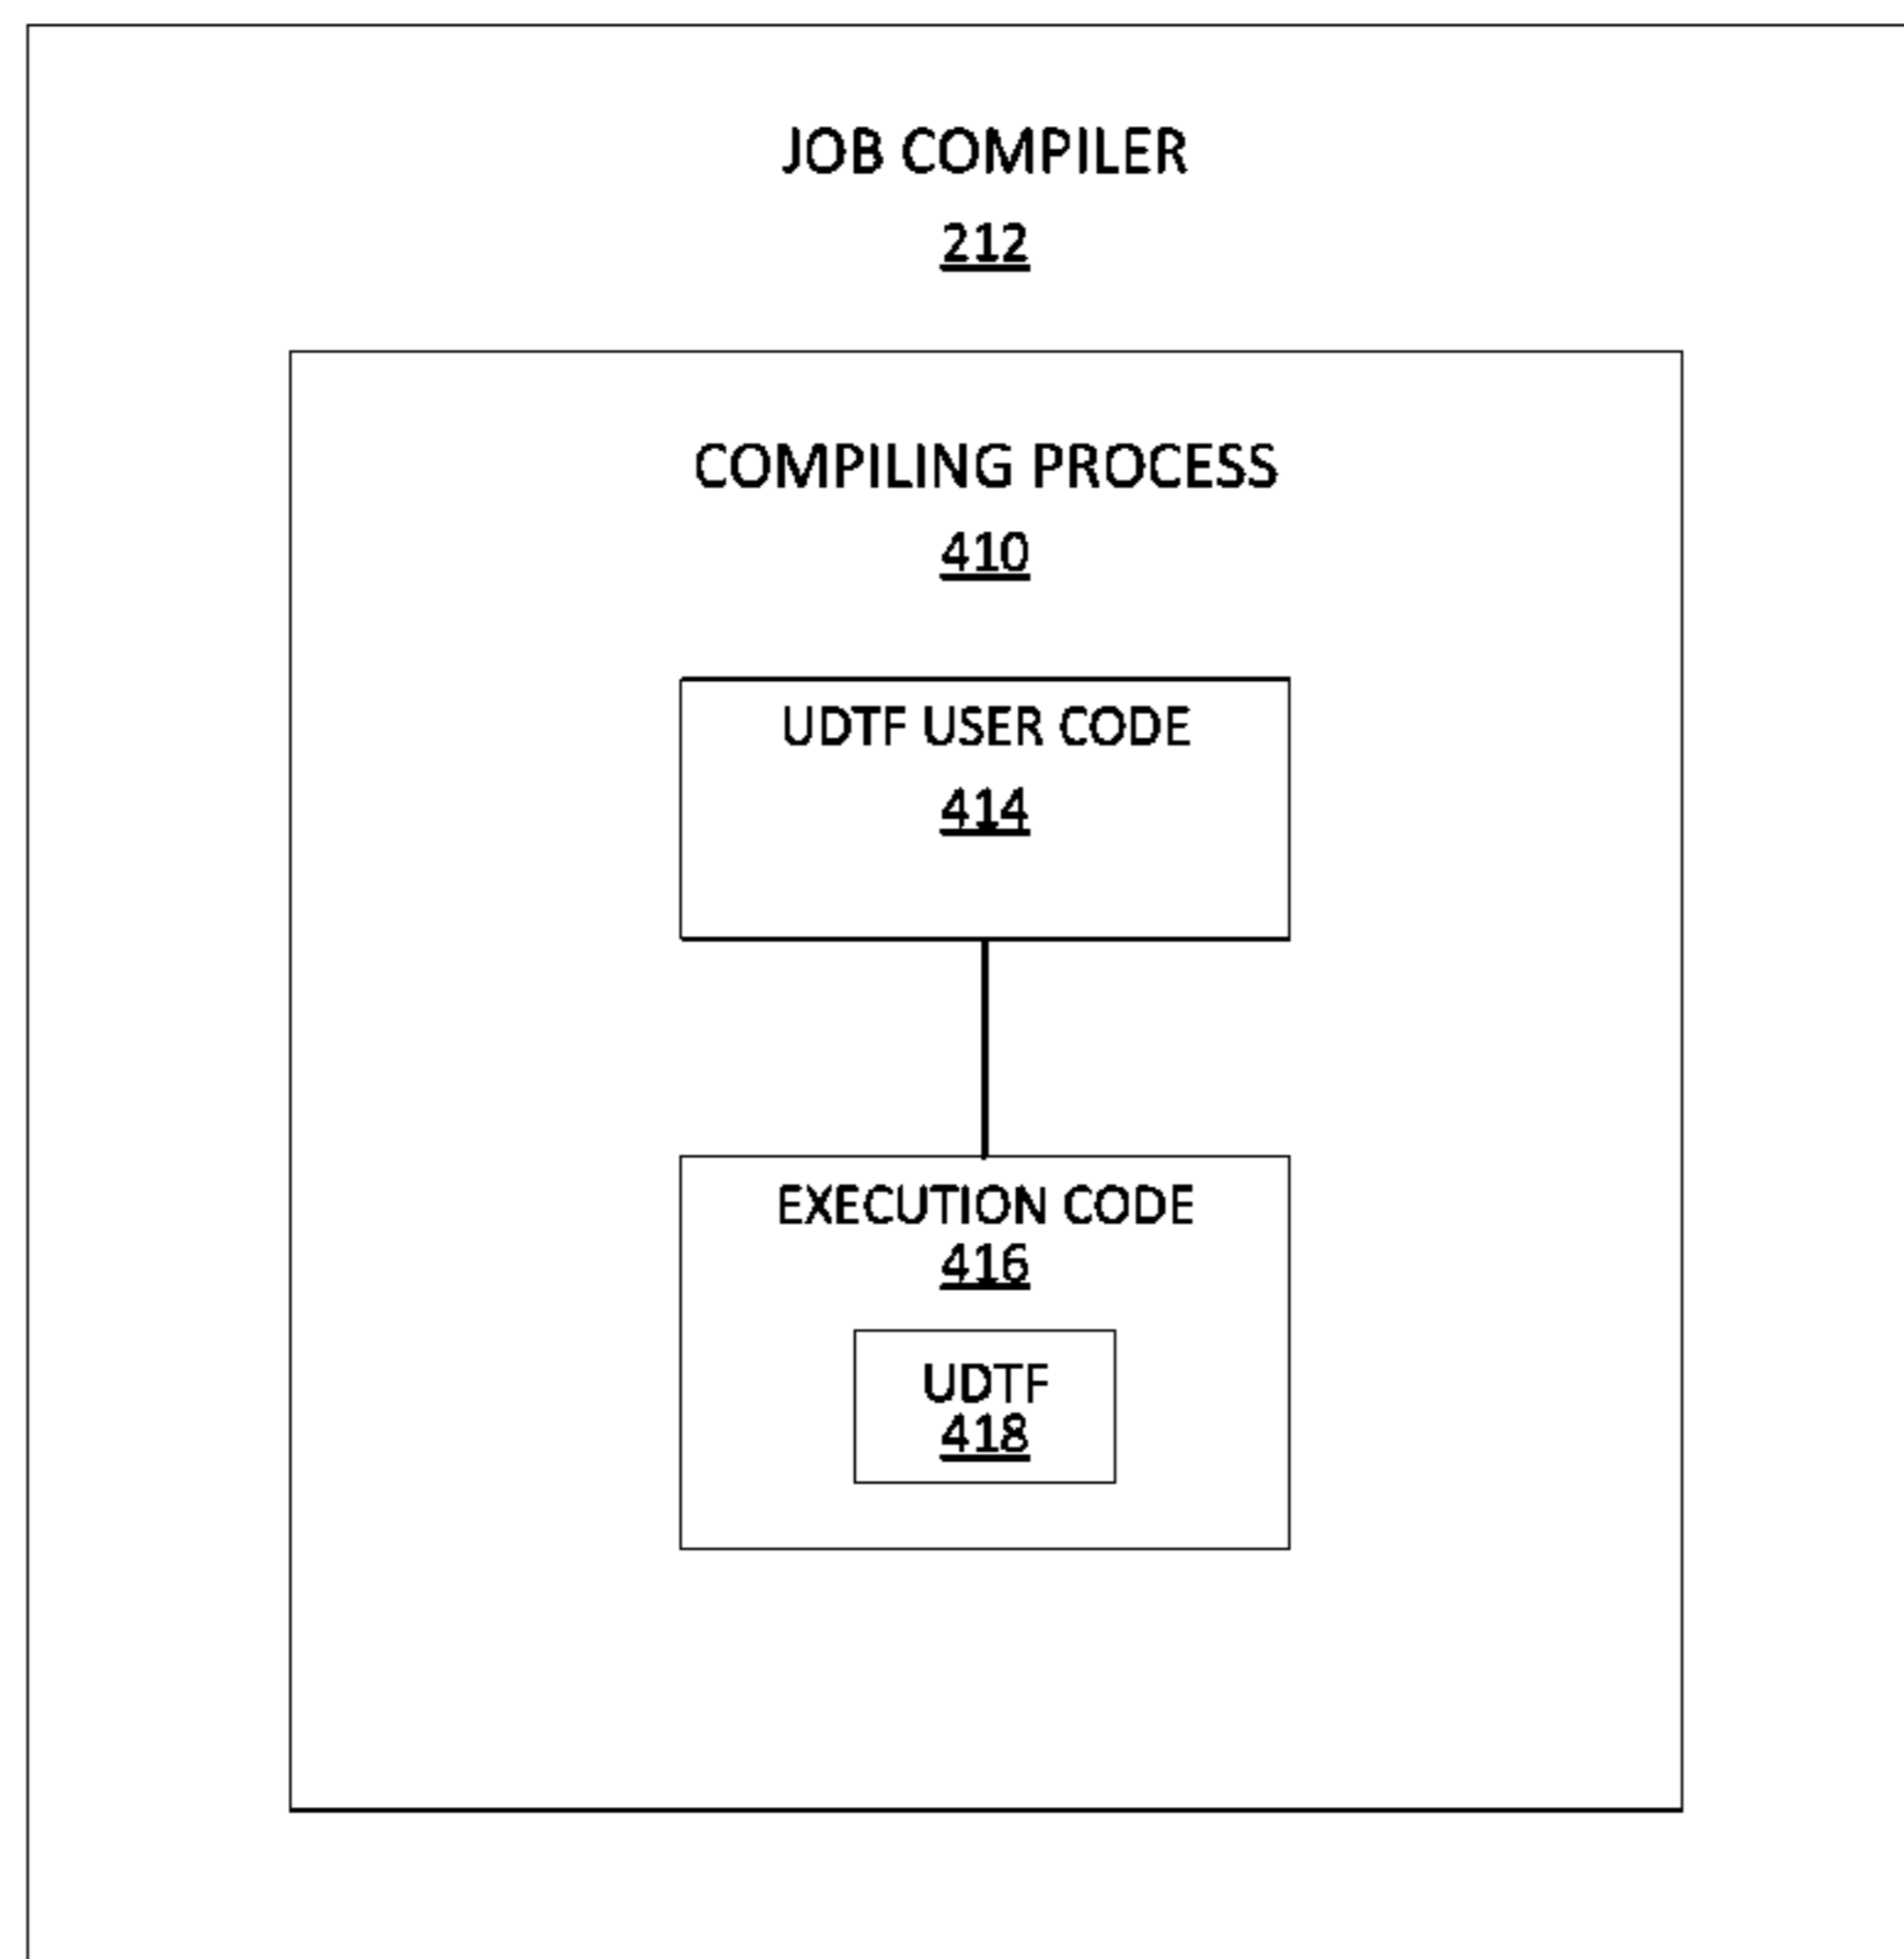 JOB COMPILER
212
COMPILING PROCESS
410
UDTF USER CODE
414
EXECUTION CODE
416
UDTF
418